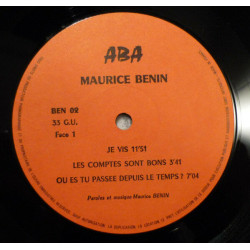 ABA
MAURICE BENIN
BEN 02
33 G.U.
Face 1
JE VIS 11'51
LES COMPTES SONT BONS 3'41
OU ES TU PASSEE DEPUIS LE TEMPS ? 7'04
Paroles et musique Maurice BENIN